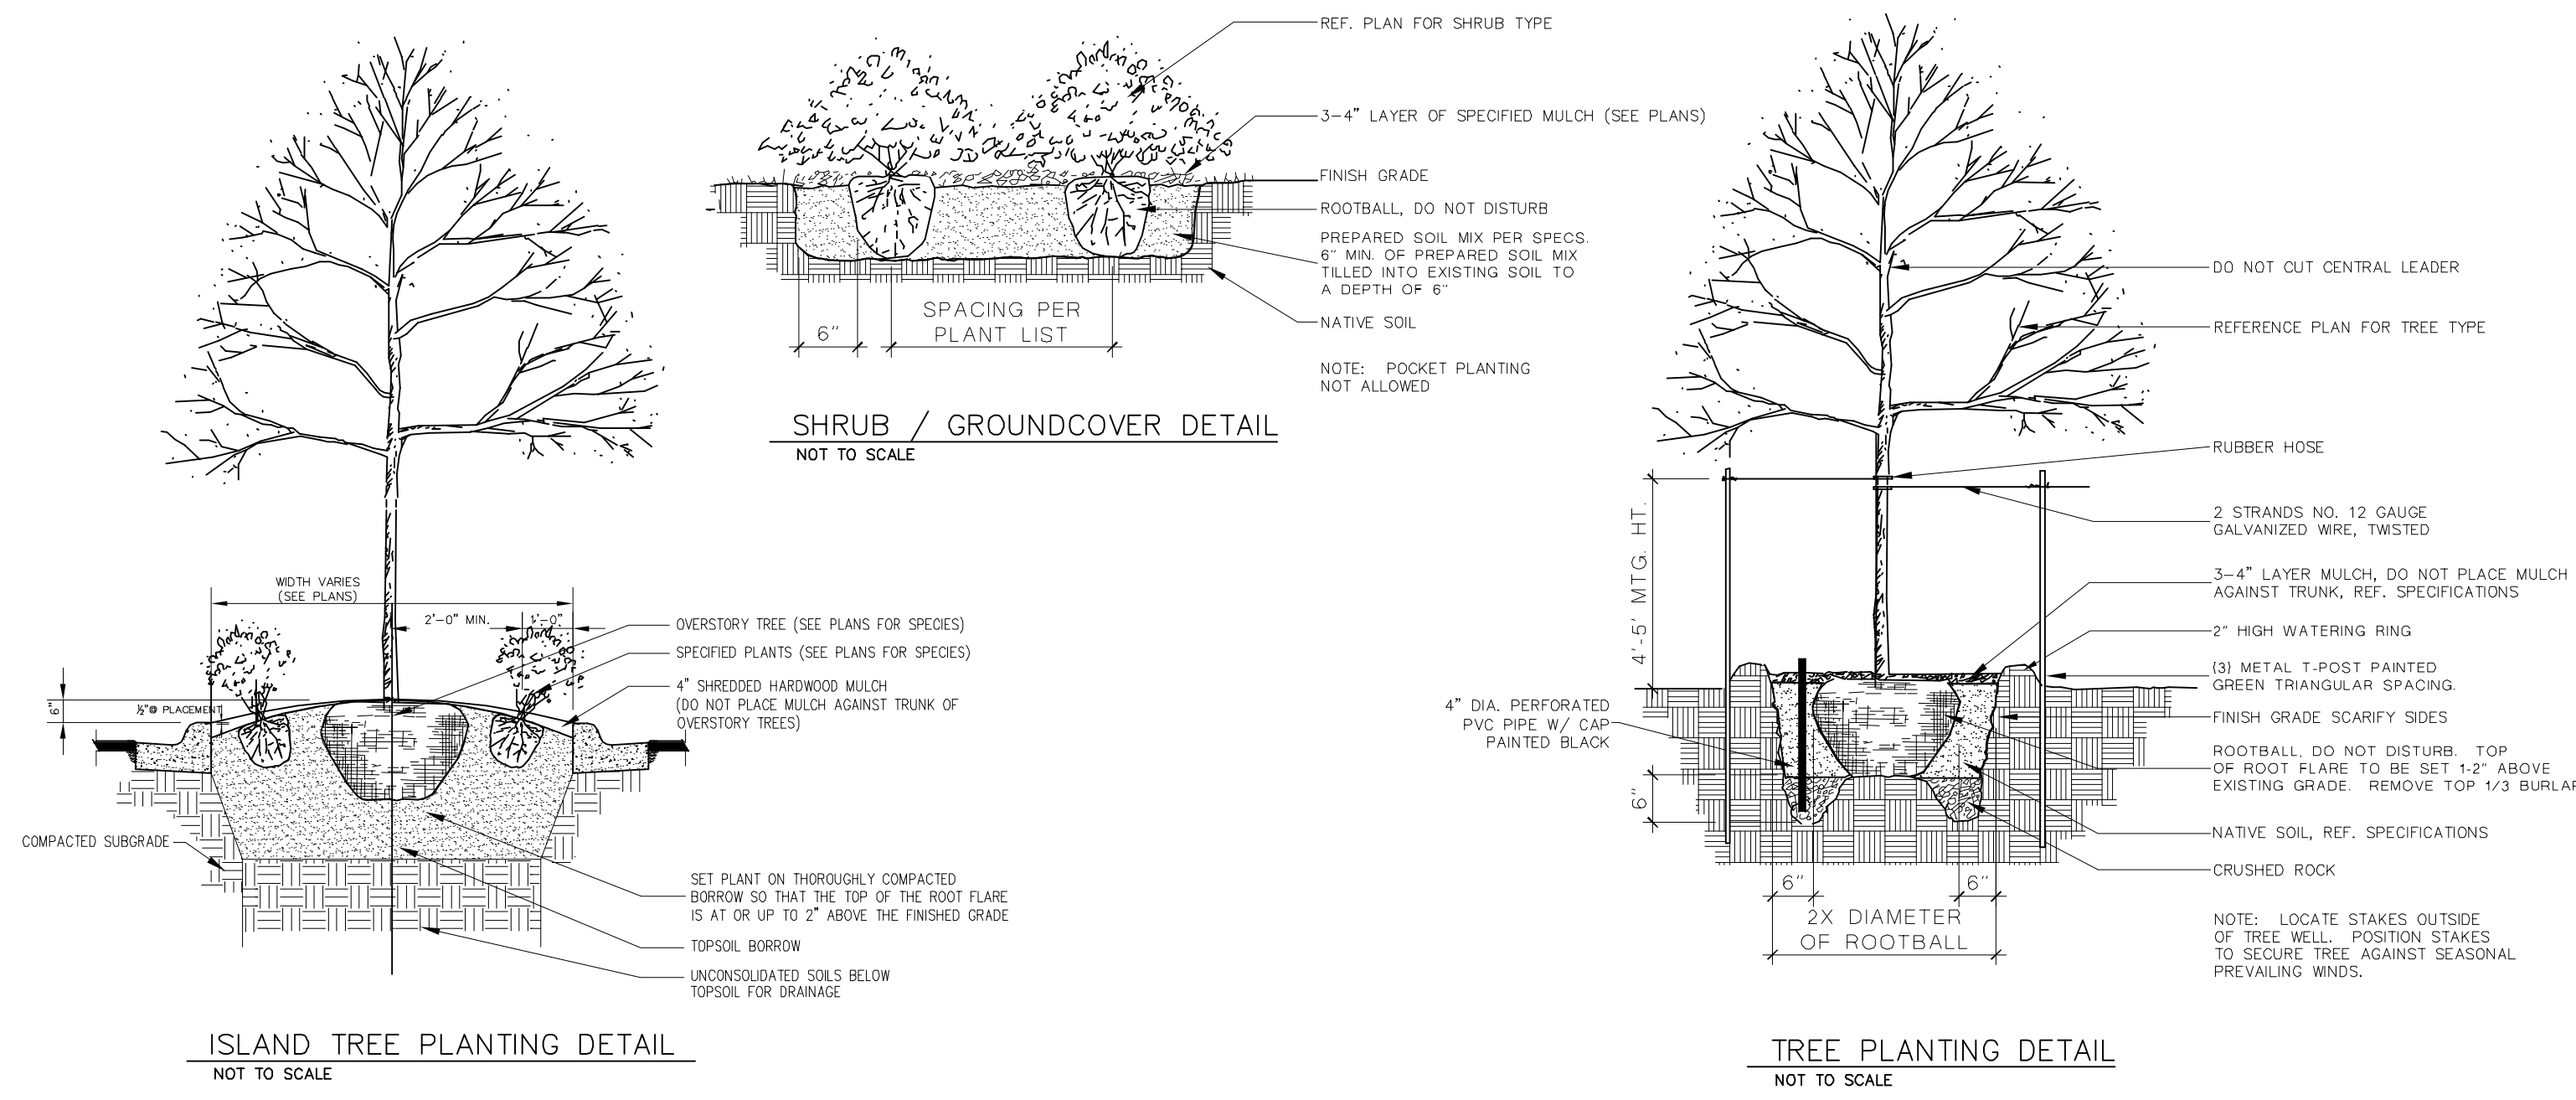 REF. PLAN FOR SHRUB TYPE
3-4" LAYER OF SPECIFIED MULCH (SEE PLANS)
FINISH GRADE
ROOTBALL, DO NOT DISTURB
PREPARED SOIL MIX PER SPECS.
6" MIN. OF PREPARED SOIL MIX
TILLED INTO EXISTING SOIL TO
A DEPTH OF 6"
NATIVE SOIL
SPACING PER
PLANT LIST
6"
NOTE: POCKET PLANTING
NOT ALLOWED
SHRUB / GROUNDCOVER DETAIL
NOT TO SCALE
WIDTH VARIES
(SEE PLANS)
2'-0" MIN.
1'-0"
6"
½"@ PLACEMENT
OVERSTORY TREE (SEE PLANS FOR SPECIES)
SPECIFIED PLANTS (SEE PLANS FOR SPECIES)
4" SHREDDED HARDWOOD MULCH
(DO NOT PLACE MULCH AGAINST TRUNK OF
OVERSTORY TREES)
COMPACTED SUBGRADE
SET PLANT ON THOROUGHLY COMPACTED
BORROW SO THAT THE TOP OF THE ROOT FLARE
IS AT OR UP TO 2" ABOVE THE FINISHED GRADE
TOPSOIL BORROW
UNCONSOLIDATED SOILS BELOW
TOPSOIL FOR DRAINAGE
ISLAND TREE PLANTING DETAIL
NOT TO SCALE
DO NOT CUT CENTRAL LEADER
REFERENCE PLAN FOR TREE TYPE
RUBBER HOSE
2 STRANDS NO. 12 GAUGE
GALVANIZED WIRE, TWISTED
3-4" LAYER MULCH, DO NOT PLACE MULCH
AGAINST TRUNK, REF. SPECIFICATIONS
2" HIGH WATERING RING
(3) METAL T-POST PAINTED
GREEN TRIANGULAR SPACING.
FINISH GRADE SCARIFY SIDES
ROOTBALL, DO NOT DISTURB. TOP
OF ROOT FLARE TO BE SET 1-2" ABOVE
EXISTING GRADE. REMOVE TOP 1/3 BURLAP
NATIVE SOIL, REF. SPECIFICATIONS
CRUSHED ROCK
4'-5' MTG. HT.
4" DIA. PERFORATED
PVC PIPE W/ CAP
PAINTED BLACK
6"
6"
6"
2X DIAMETER
OF ROOTBALL
NOTE: LOCATE STAKES OUTSIDE
OF TREE WELL. POSITION STAKES
TO SECURE TREE AGAINST SEASONAL
PREVAILING WINDS.
TREE PLANTING DETAIL
NOT TO SCALE